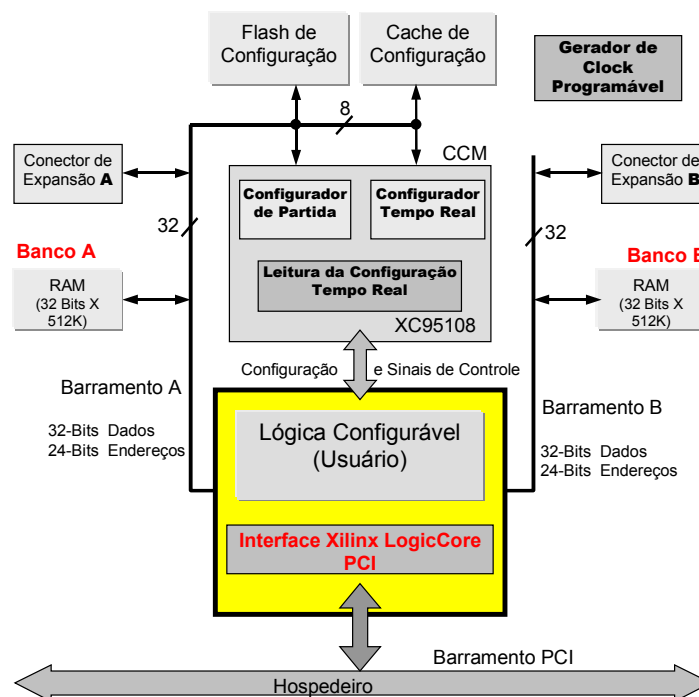 Flash de
Configuração
Cache de
Configuração
Gerador de
Clock
Programável
8
CCM
Conector de
Expansão A
Conector de
Expansão B
Configurador
de Partida
Configurador
Tempo Real
32
32
Banco A
Banco B
Leitura da Configuração
Tempo Real
RAM
(32 Bits X
512K)
RAM
(32 Bits X
512K)
XC95108
Configuração
e Sinais de Controle
Barramento A
32-Bits Dados
24-Bits Endereços
Barramento B
32-Bits Dados
24-Bits Endereços
Lógica Configurável
(Usuário)
Interface Xilinx LogicCore
PCI
Barramento PCI
Hospedeiro